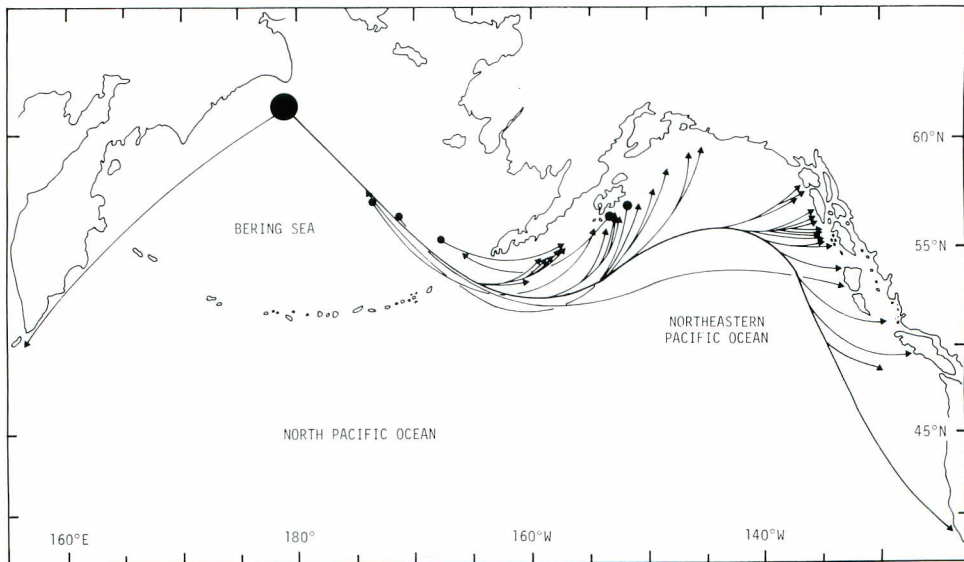 60°N
BERING SEA
55°N
NORTHEASTERN
PACIFIC OCEAN
NORTH PACIFIC OCEAN
45°N
160°E
180°
160°W
140°W